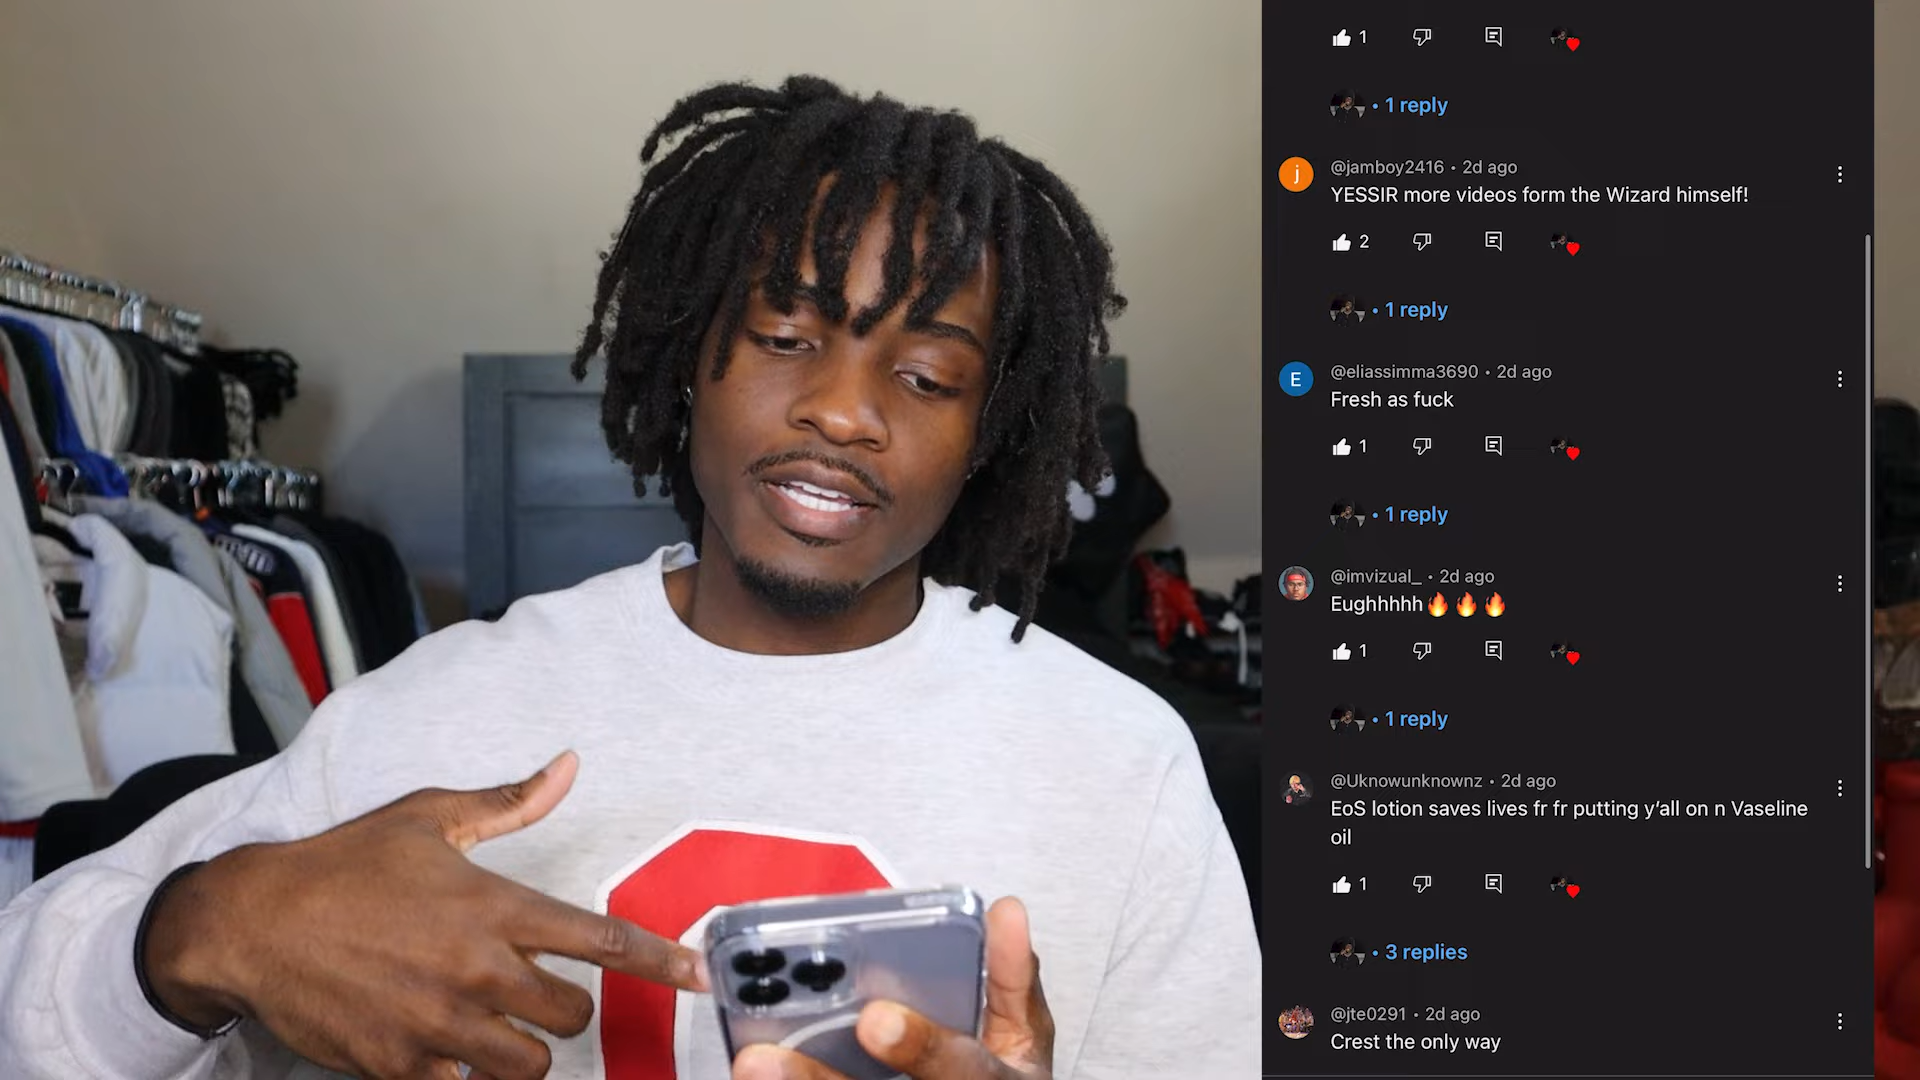 1
• 1 reply
j
@jamboy2416 • 2d ago
YESSIR more videos form the Wizard himself!
2
• 1 reply
E
@eliassimma3690 • 2d ago
Fresh as fuck
1
• 1 reply
@imvizual_ • 2d ago
Eughhhhh🔥🔥🔥
1
• 1 reply
@Uknowunknownz • 2d ago
EoS lotion saves lives fr fr putting y’all on n Vaseline
oil
1
• 3 replies
@jte0291 • 2d ago
Crest the only way